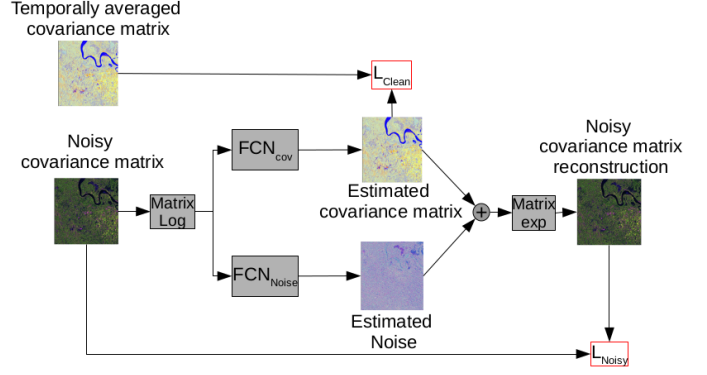 Temporally averaged
covariance matrix
L_Clean
Noisy
covariance matrix
Matrix
Log
FCN_cov
FCN_Noise
Estimated
covariance matrix
Estimated
Noise
+
Matrix
exp
Noisy
covariance matrix
reconstruction
L_Noisy